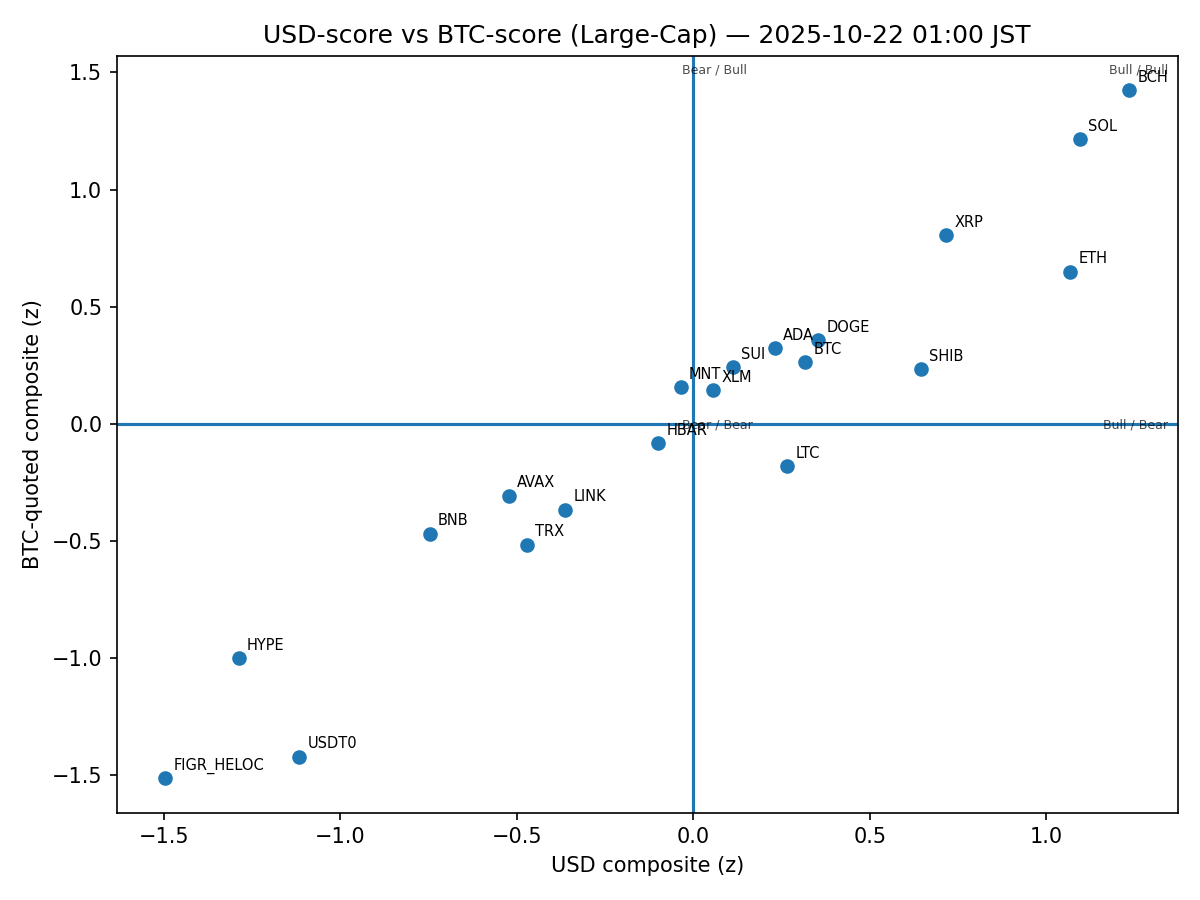 USD-score vs BTC-score (Large-Cap) — 2025-10-22 01:00 JST
BTC-quoted composite (z)
1.5
1.0
0.5
0.0
−0.5
−1.0
−1.5
Bear / Bull
Bull / Bull
BCH
SOL
XRP
ETH
DOGE
ADA
BTC
SUI
SHIB
MNT
XLM
Bear / Bear
Bull / Bear
HBAR
LTC
AVAX
LINK
BNB
TRX
HYPE
USDT0
FIGR_HELOC
−1.5
−1.0
−0.5
0.0
0.5
1.0
USD composite (z)